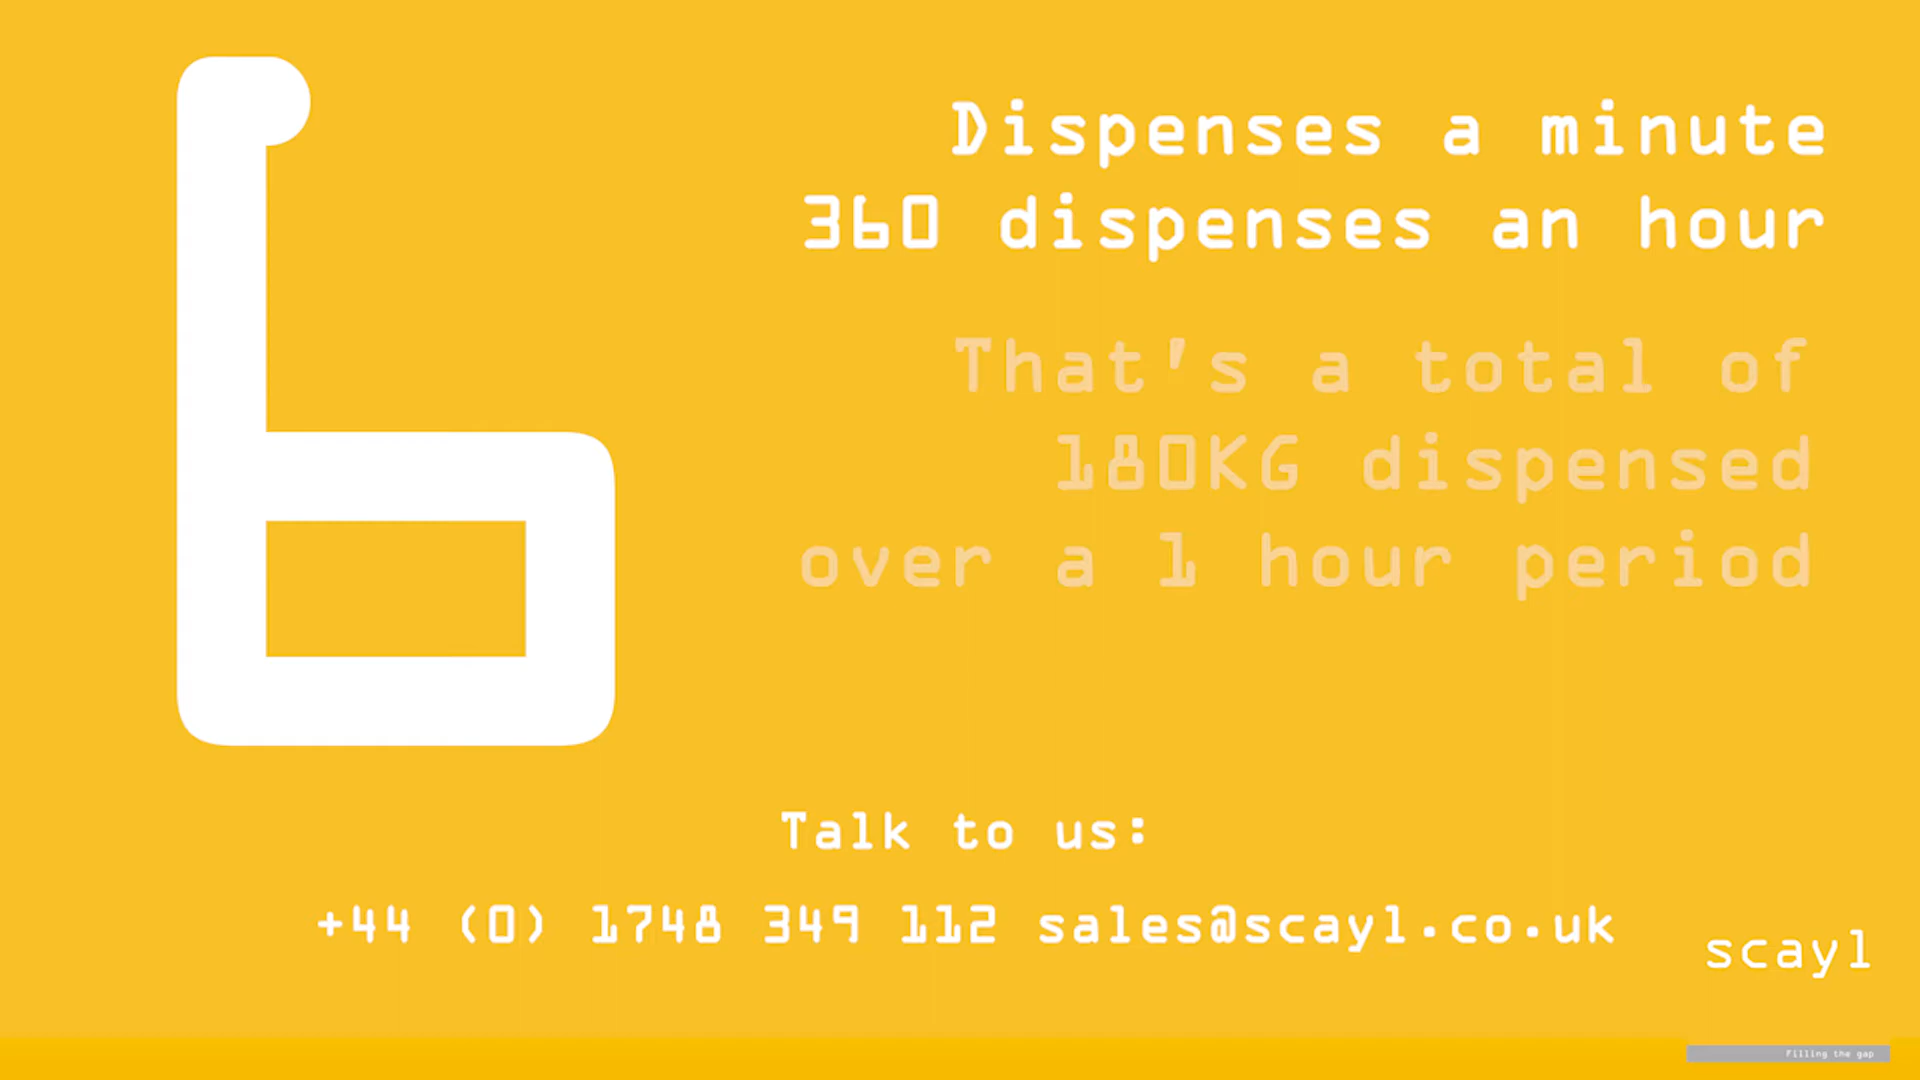 6
Dispenses a minute
360 dispenses an hour
That's a total of
180KG dispensed
over a 1 hour period
Talk to us:
+44 (0) 1748 349 112 sales@scayl.co.uk
scayl
Filling the gap